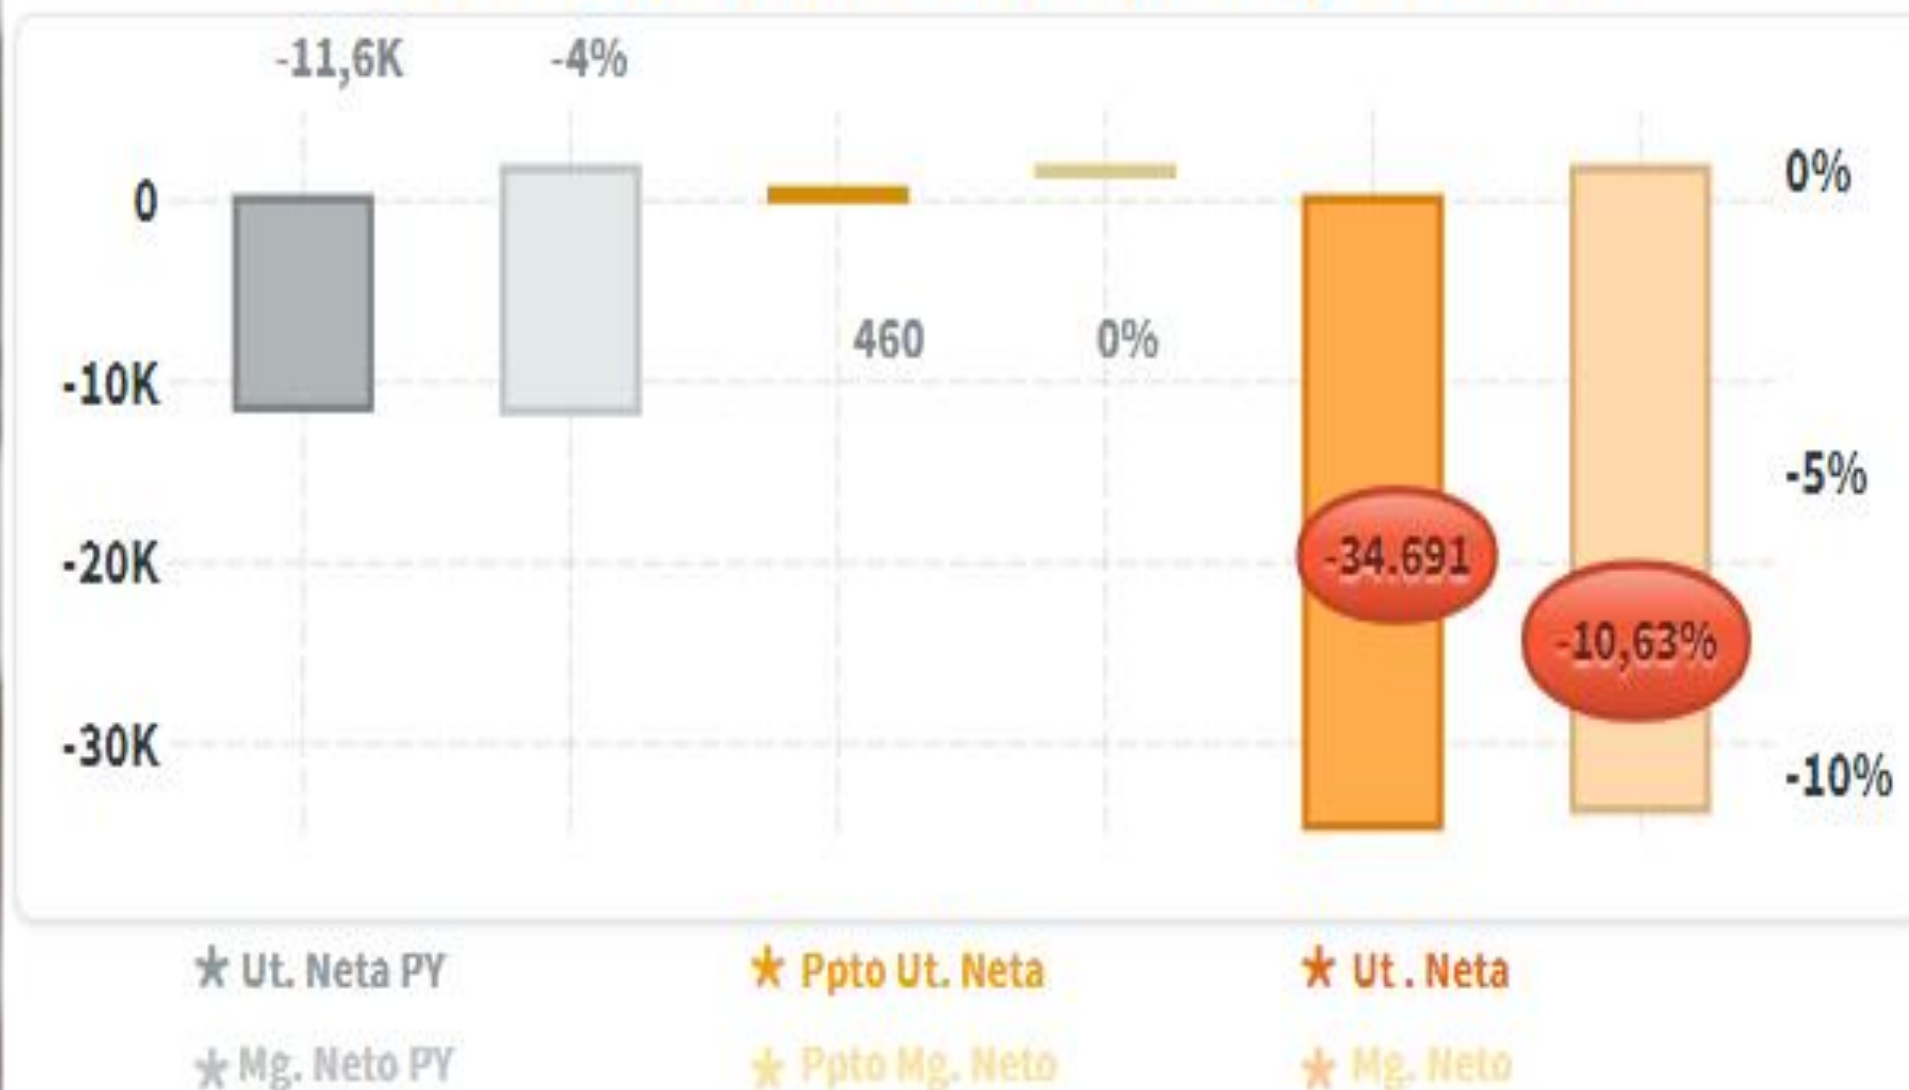 -11,6K -4%
0 0%
460 0%
-10K
-5%
-20K -34.691
-10,63%
-30K
-10%
★ Ut. Neta PY ★ Ppto Ut. Neta ★ Ut . Neta
★ Mg. Neto PY ★ Ppto Mg. Neto ★ Mg. Neto